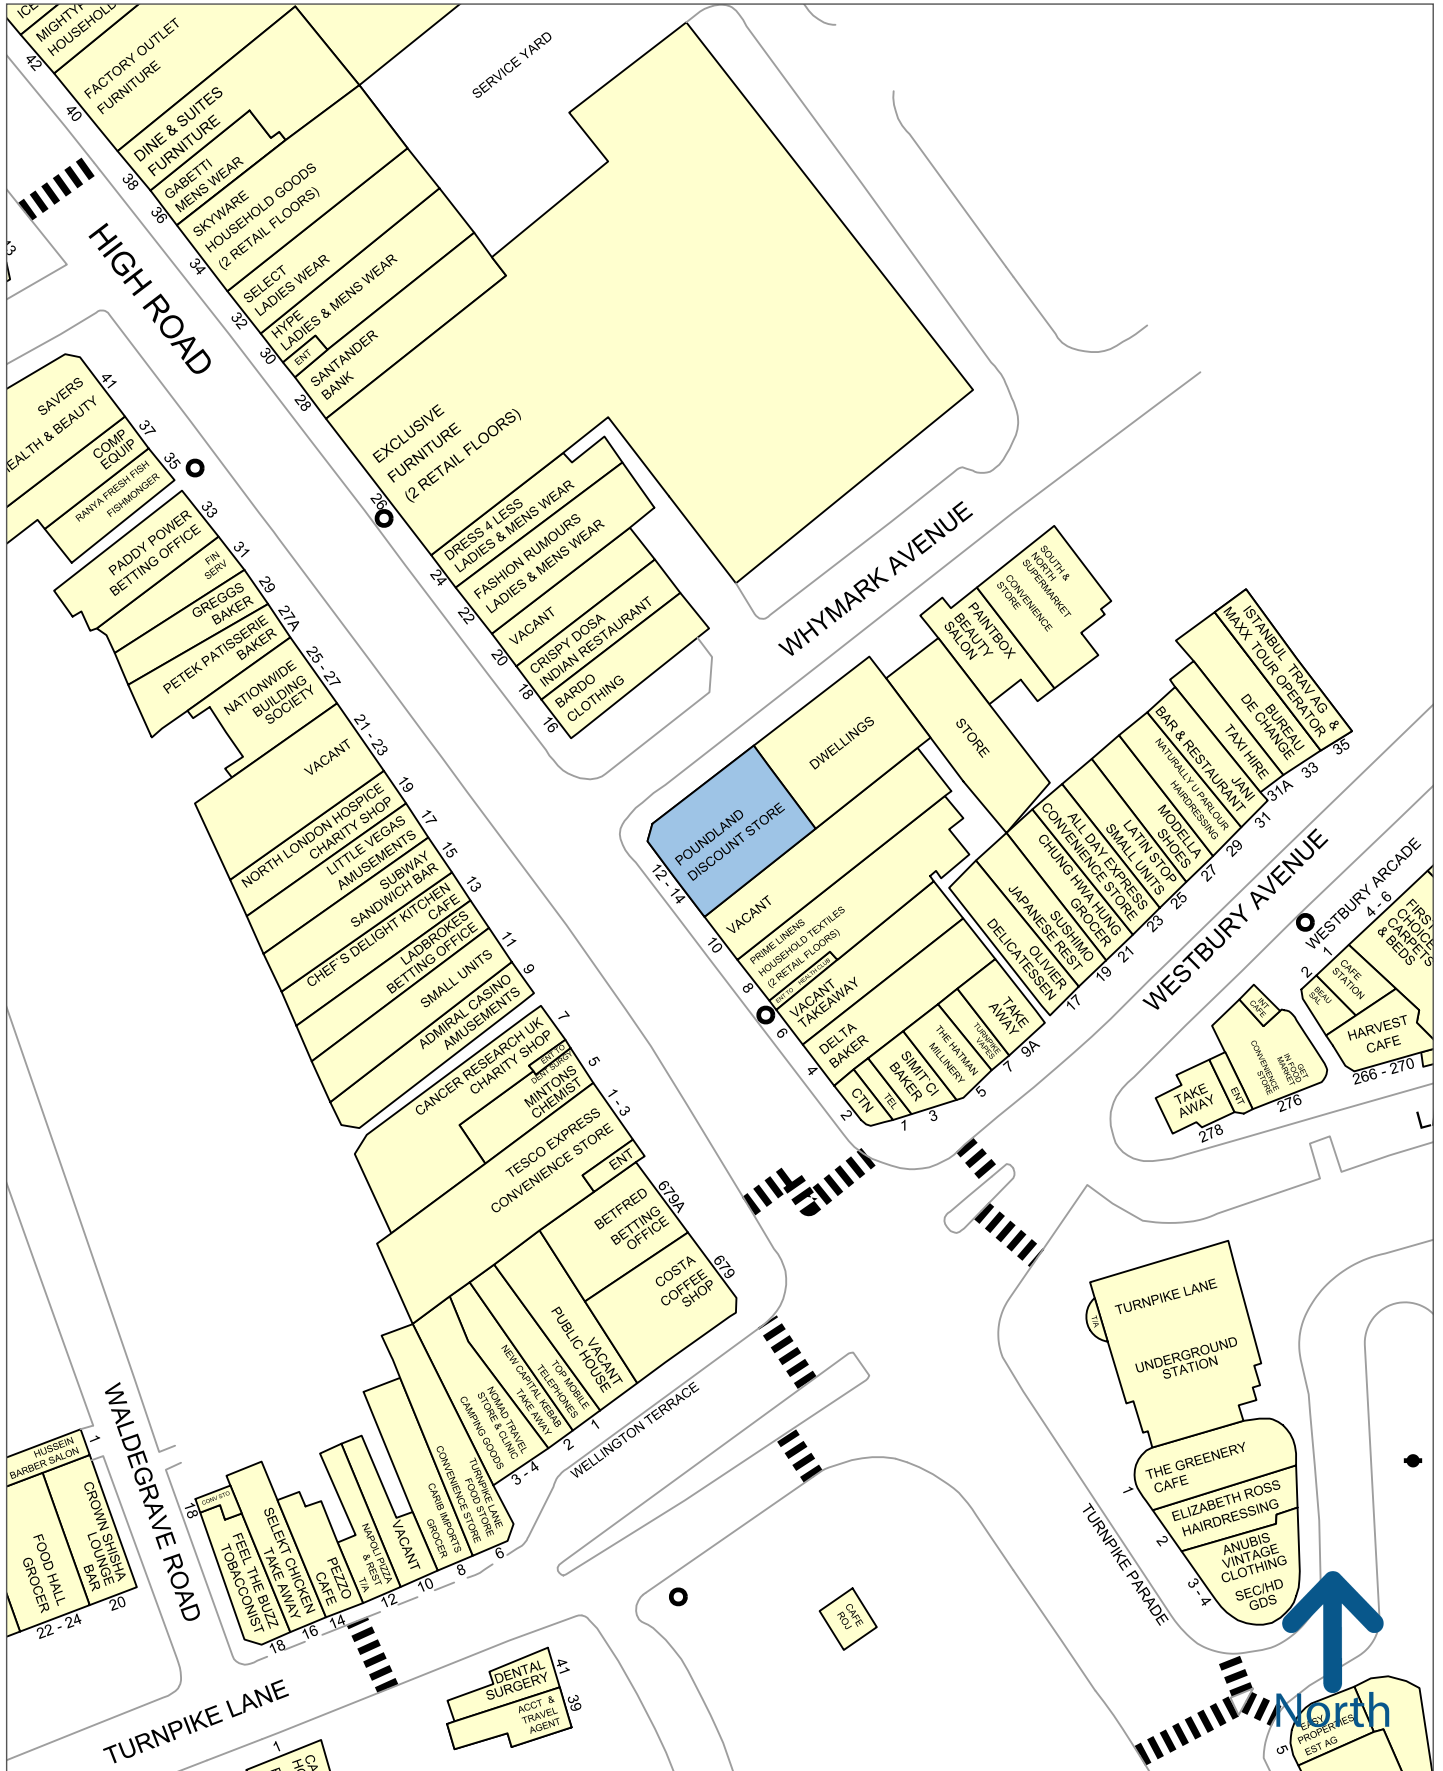 42
MIGHTY
HOUSEHOLD
FACTORY OUTLET
FURNITURE
40
SERVICE YARD
DINE & SUITES
FURNITURE
38
GABETTI
MENS WEAR
36
SKYWARE
HOUSEHOLD GOODS
(2 RETAIL FLOORS)
34
SELECT
LADIES WEAR
32
HYPE
LADIES & MENS WEAR
30
ENT
SANTANDER
BANK
28
HIGH ROAD
EXCLUSIVE
FURNITURE
(2 RETAIL FLOORS)
26
DRESS 4 LESS
LADIES & MENS WEAR
24
FASHION RUMOURS
LADIES & MENS WEAR
22
VACANT
20
CRISPY DOSA
INDIAN RESTAURANT
18
BARDO
CLOTHING
16
SAVERS
HEALTH & BEAUTY
41
COMP
EQUIP
37
RANYA FRESH FISH
FISHMONGER
35
PADDY POWER
BETTING OFFICE
33
FIN
SERV
31
GREGGS
BAKER
29
PETEK PATISSERIE
BAKER
27A
NATIONWIDE
BUILDING
SOCIETY
25 - 27
VACANT
21 - 23
NORTH LONDON HOSPICE
CHARITY SHOP
19
LITTLE VEGAS
AMUSEMENTS
17
SUBWAY
SANDWICH BAR
15
CHEF'S DELIGHT KITCHEN
CAFE
13
LADBROKES
BETTING OFFICE
SMALL UNITS
11
ADMIRAL CASINO
AMUSEMENTS
9
CANCER RESEARCH UK
CHARITY SHOP
7
ENT TO
DENT SURGY
MINTONS
CHEMIST
5
TESCO EXPRESS
CONVENIENCE STORE
1 - 3
ENT
BETFRED
BETTING
OFFICE
679A
COSTA
COFFEE
SHOP
679
WHYMARK AVENUE
SOUTH &
NORTH
SUPERMARKET
CONVENIENCE
STORE
PAINTBOX
BEAUTY
SALON
STORE
DWELLINGS
POUNDLAND
DISCOUNT STORE
12 - 14
VACANT
10
PRIME LINENS
HOUSEHOLD TEXTILES
(2 RETAIL FLOORS)
8
ENT TO HEALTH CLUB
VACANT
TAKEAWAY
6
DELTA
BAKER
4
CTN
2
TEL
1
SIMIT CI
BAKER
3
THE HATMAN
MILLINERY
5
TURNPIKE
VAPES
7
TAKE
AWAY
9A
OLIVIER
DELICATESSEN
17
SUSHIMO
JAPANESE REST
19
CHUNG HWA HUNG
GROCER
21
ALL DAY EXPRESS
CONVENIENCE STORE
23
LATIN STOP
SMALL UNITS
25
MODELLA
SHOES
27
NATURALLY U PARLOUR
HAIRDRESSING
29
JANI
BAR & RESTAURANT
31
TAXI HIRE
31A
BUREAU
DE CHANGE
33
ISTANBUL TRAV AG &
MAXX TOUR OPERATOR
35
WESTBURY AVENUE
WESTBURY ARCADE
4 - 6
1
2
FIRST
CHOICE
CARPETS
& BEDS
CAFE
STATION
BEAU
SAL
HARVEST
CAFE
266 - 270
INT
CAFE
GET
IN FOOD
MARKET
CONVENIENCE
STORE
276
ENT
TAKE
AWAY
278
TURNPIKE LANE
UNDERGROUND
STATION
T/A
THE GREENERY
CAFE
1
ELIZABETH ROSS
HAIRDRESSING
2
ANUBIS
VINTAGE
CLOTHING
SEC/HD
GDS
3 - 4
TURNPIKE PARADE
North
EASY
PROPERTIES
EST AG
5
CAFE
ROJ
VACANT
PUBLIC HOUSE
TOP MOBILE
TELEPHONES
1
NEW CAPITAL KEBAB
TAKE AWAY
2
NOMAD TRAVEL
STORE & CLINIC
CAMPING GOODS
3 - 4
WELLINGTON TERRACE
TURNPIKE LANE
FOOD STORE
CONVENIENCE STORE
6
CARIB IMPORTS
GROCER
8
VACANT
10
NAPOLI PIZZA
& REST
T/A
12
PEZZO
CAFE
14
SELEKT CHICKEN
TAKE AWAY
16
FEEL THE BUZZ
TOBACCONIST
18
CONV STO
18
WALDEGRAVE ROAD
HUSSEIN
BARBER SALON
1
CROWN SHISHA
LOUNGE
BAR
20
FOOD HALL
GROCER
22 - 24
TURNPIKE LANE
DENTAL
SURGERY
41
ACCT &
TRAVEL
AGENT
39
1